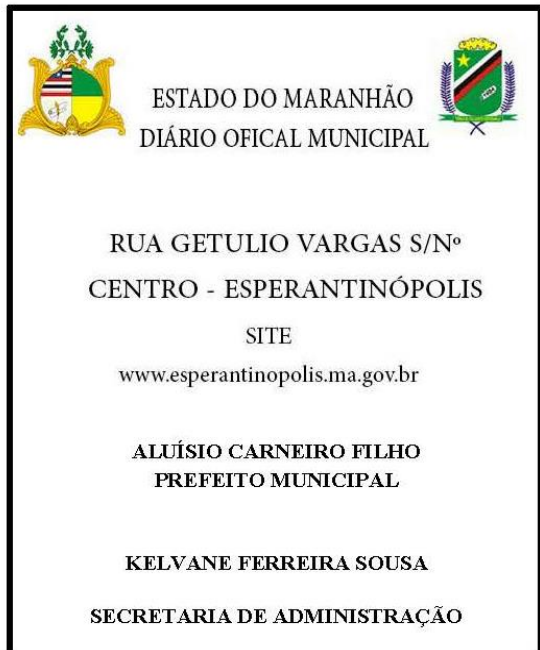 ESTADO DO MARANHÃO
DIÁRIO OFICAL MUNICIPAL
RUA GETULIO VARGAS S/Nº
CENTRO - ESPERANTINÓPOLIS
SITE
www.esperantinopolis.ma.gov.br
ALUÍSIO CARNEIRO FILHO
PREFEITO MUNICIPAL
KELVANE FERREIRA SOUSA
SECRETARIA DE ADMINISTRAÇÃO